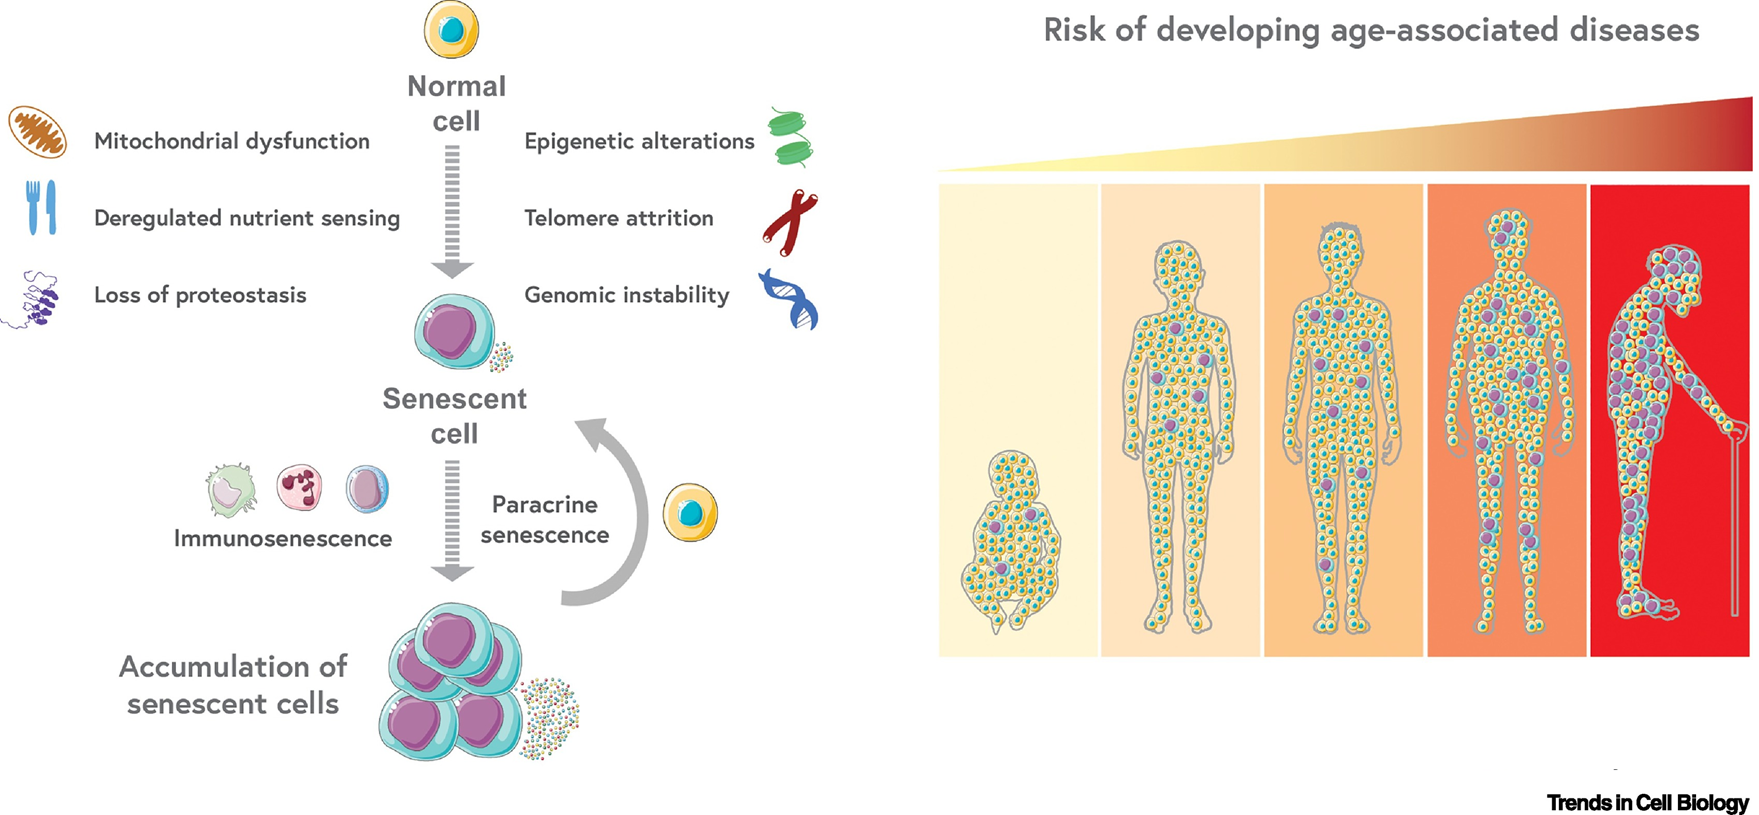 Risk of developing age-associated diseases
Normal
cell
Mitochondrial dysfunction
Epigenetic alterations
Deregulated nutrient sensing
Telomere attrition
Loss of proteostasis
Genomic instability
Senescent
cell
Immunosenescence
Paracrine
senescence
Accumulation of
senescent cells
Trends in Cell Biology